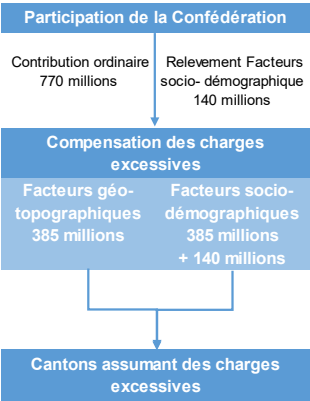 Participation de la Confédération
Contribution ordinaire
770 millions
Relevement Facteurs
socio- démographique
140 millions
Compensation des charges
excessives
Facteurs géo-
topographiques
385 millions
Facteurs socio-
démographiques
385 millions
+ 140 millions
Cantons assumant des charges
excessives